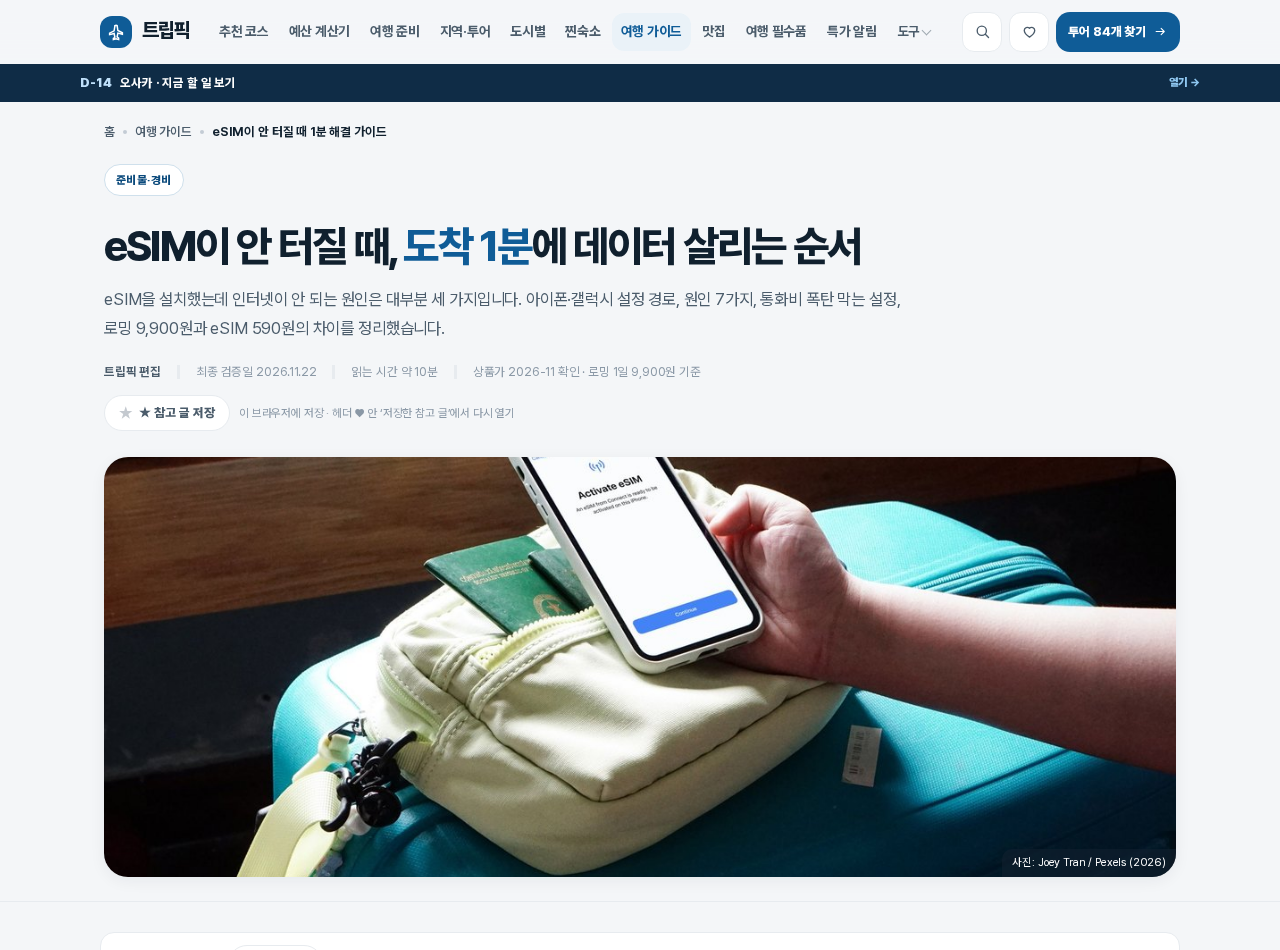 트립픽
추천 코스
예산 계산기
여행 준비
지역·투어
도시별
찐숙소
여행 가이드
맛집
여행 필수품
특가 알림
도구
투어 84개 찾기 →
D-14 오사카 · 지금 할 일 보기
열기 →
홈 • 여행 가이드 • eSIM이 안 터질 때 1분 해결 가이드
준비물·경비
eSIM이 안 터질 때, 도착 1분에 데이터 살리는 순서
eSIM을 설치했는데 인터넷이 안 되는 원인은 대부분 세 가지입니다. 아이폰·갤럭시 설정 경로, 원인 7가지, 통화비 폭탄 막는 설정,
로밍 9,900원과 eSIM 590원의 차이를 정리했습니다.
트립픽 편집
최종 검증일 2026.11.22
읽는 시간 약 10분
상품가 2026-11 확인 · 로밍 1일 9,900원 기준
★ ★ 참고 글 저장
이 브라우저에 저장 · 헤더 ♥ 안 ‘저장한 참고 글’에서 다시 열기
Activate eSIM
An eSIM from Connect is ready to be
activated on this iPhone.
Continue
사진: Joey Tran / Pexels (2026)